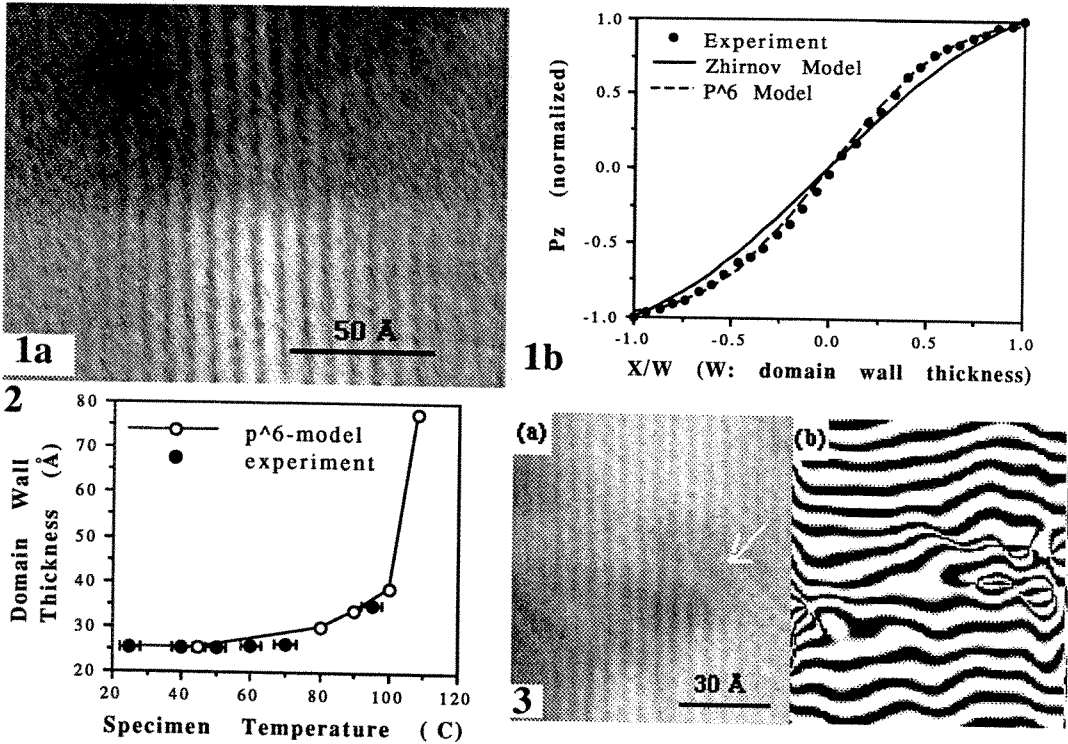 1a
50 Å
1b
Pz (normalized)
1.0
0.5
0.0
-0.5
-1.0
Experiment
Zhirnov Model
P^6 Model
-1.0
-0.5
0.0
0.5
1.0
X/W (W: domain wall thickness)
2
Domain Wall
Thickness (Å)
80
70
60
50
40
30
20
p^6-model
experiment
20
40
60
80
100
120
Specimen Temperature ( C)
3
(a)
30 Å
(b)